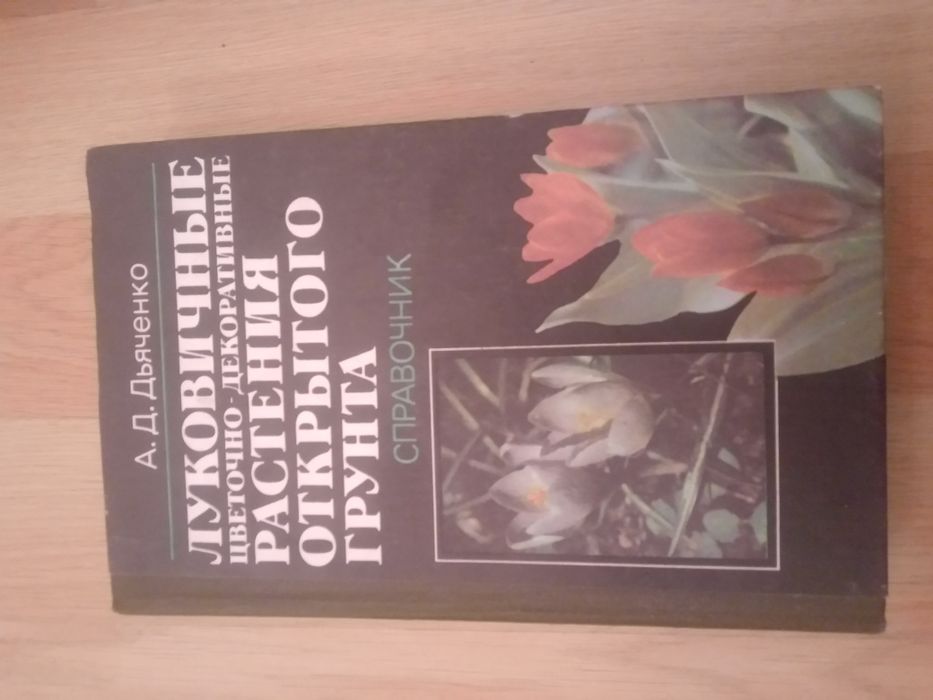 А. Д. Дьяченко
ЛУКОВИЧНЫЕ
ЦВЕТОЧНО-ДЕКОРАТИВНЫЕ
РАСТЕНИЯ
ОТКРЫТОГО
ГРУНТА
СПРАВОЧНИК